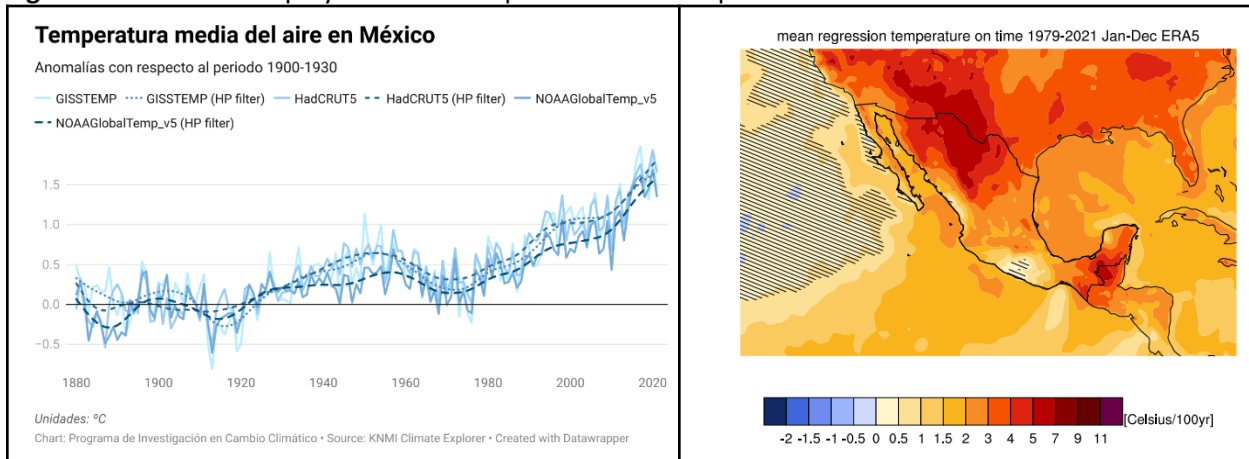 Temperatura media del aire en México
Anomalías con respecto al periodo 1900-1930
GISSTEMP GISSTEMP (HP filter) HadCRUT5 HadCRUT5 (HP filter) NOAAGlobalTemp_v5
NOAAGlobalTemp_v5 (HP filter)
1.5
1.0
0.5
0.0
−0.5
1880 1900 1920 1940 1960 1980 2000 2020
Unidades: ºC
Chart: Programa de Investigación en Cambio Climático • Source: KNMI Climate Explorer • Created with Datawrapper
mean regression temperature on time 1979-2021 Jan-Dec ERA5
[Celsius/100yr]
-2 -1.5 -1 -0.5 0 0.5 1 1.5 2 3 4 5 7 9 11